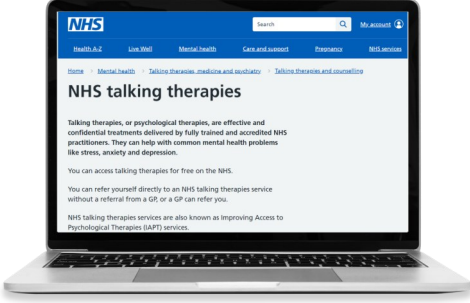 NHS
Search
My account
Health A-Z Live Well Mental health Care and support Pregnancy NHS services
Home > Mental health > Talking therapies, medicine and psychiatry > Talking therapies and counselling
NHS talking therapies
Talking therapies, or psychological therapies, are effective and
confidential treatments delivered by fully trained and accredited NHS
practitioners. They can help with common mental health problems
like stress, anxiety and depression.
You can access talking therapies for free on the NHS.
You can refer yourself directly to an NHS talking therapies service
without a referral from a GP, or a GP can refer you.
NHS talking therapies services are also known as Improving Access to
Psychological Therapies (IAPT) services.